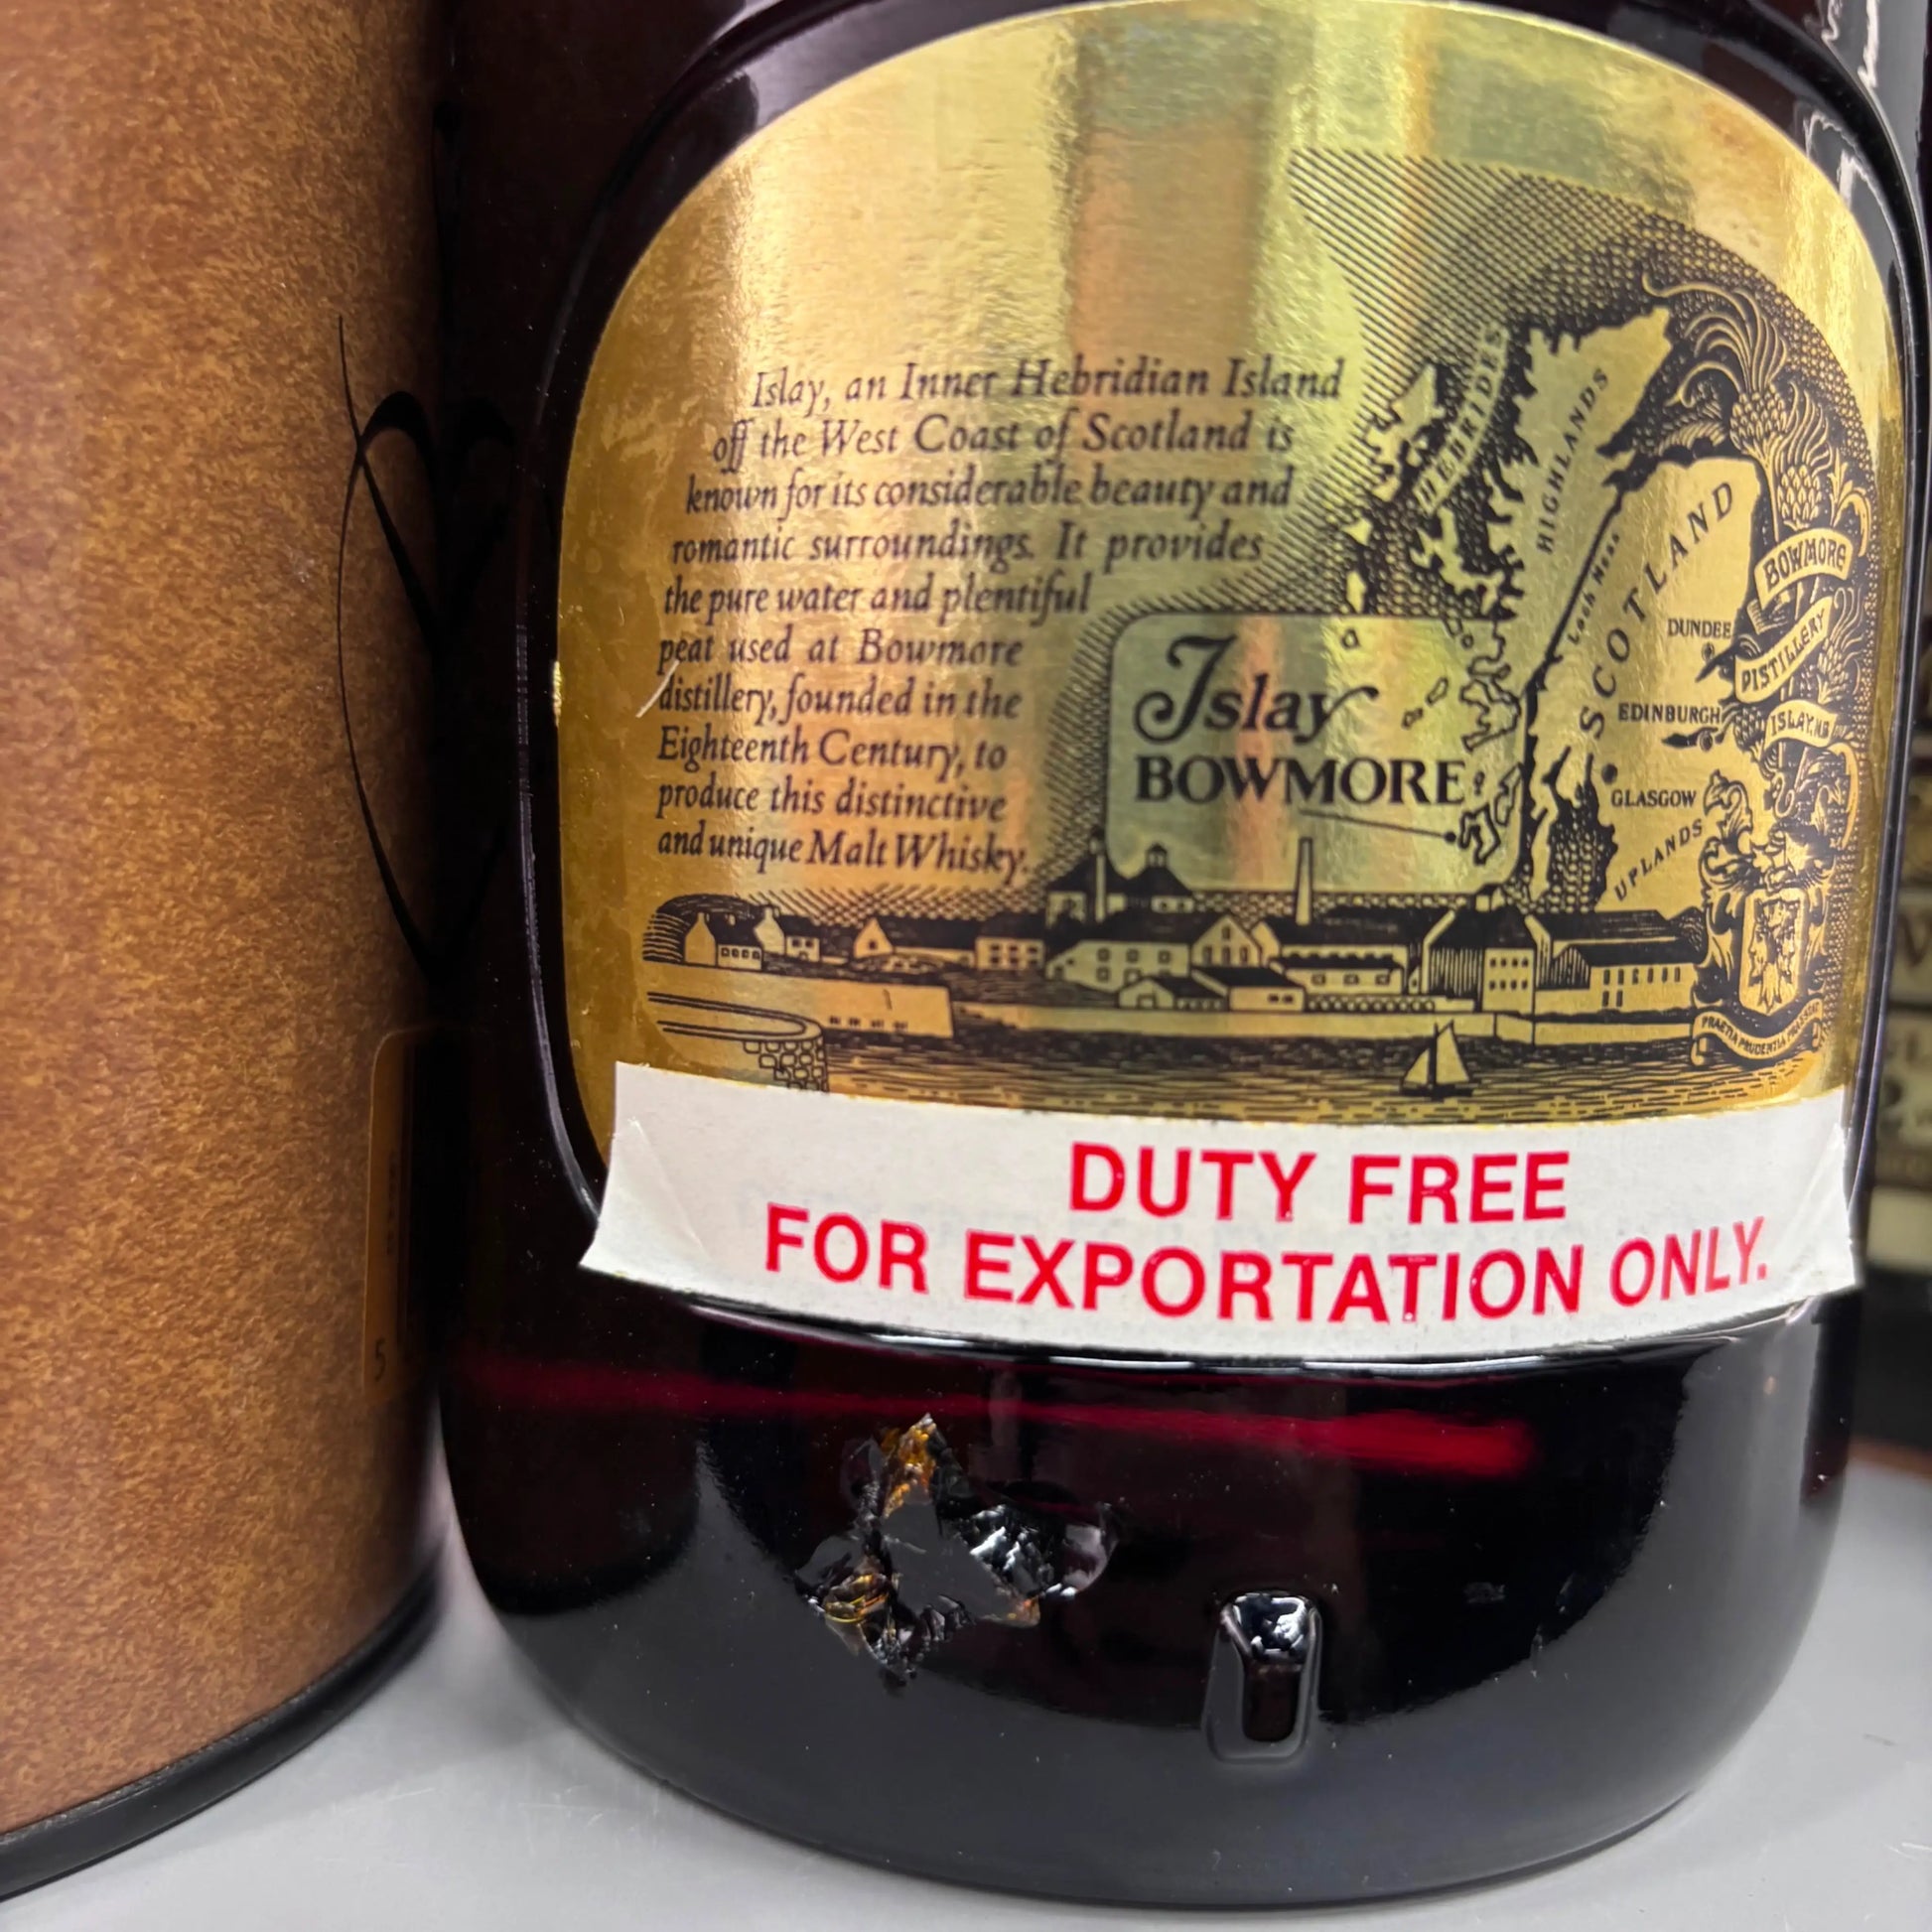 Islay, an Inner Hebridian Island
off the West Coast of Scotland is
known for its considerable beauty and
romantic surroundings. It provides
the pure water and plentiful
peat used at Bowmore
distillery, founded in the
Eighteenth Century, to
produce this distinctive
and unique Malt Whisky.
HEBRIDES
HIGHLANDS
Loch Ness
SCOTLAND
DUNDEE
EDINBURGH
GLASGOW
UPLANDS
Islay
BOWMORE
BOWMORE
DISTILLERY
DUTY FREE
FOR EXPORTATION ONLY.
5